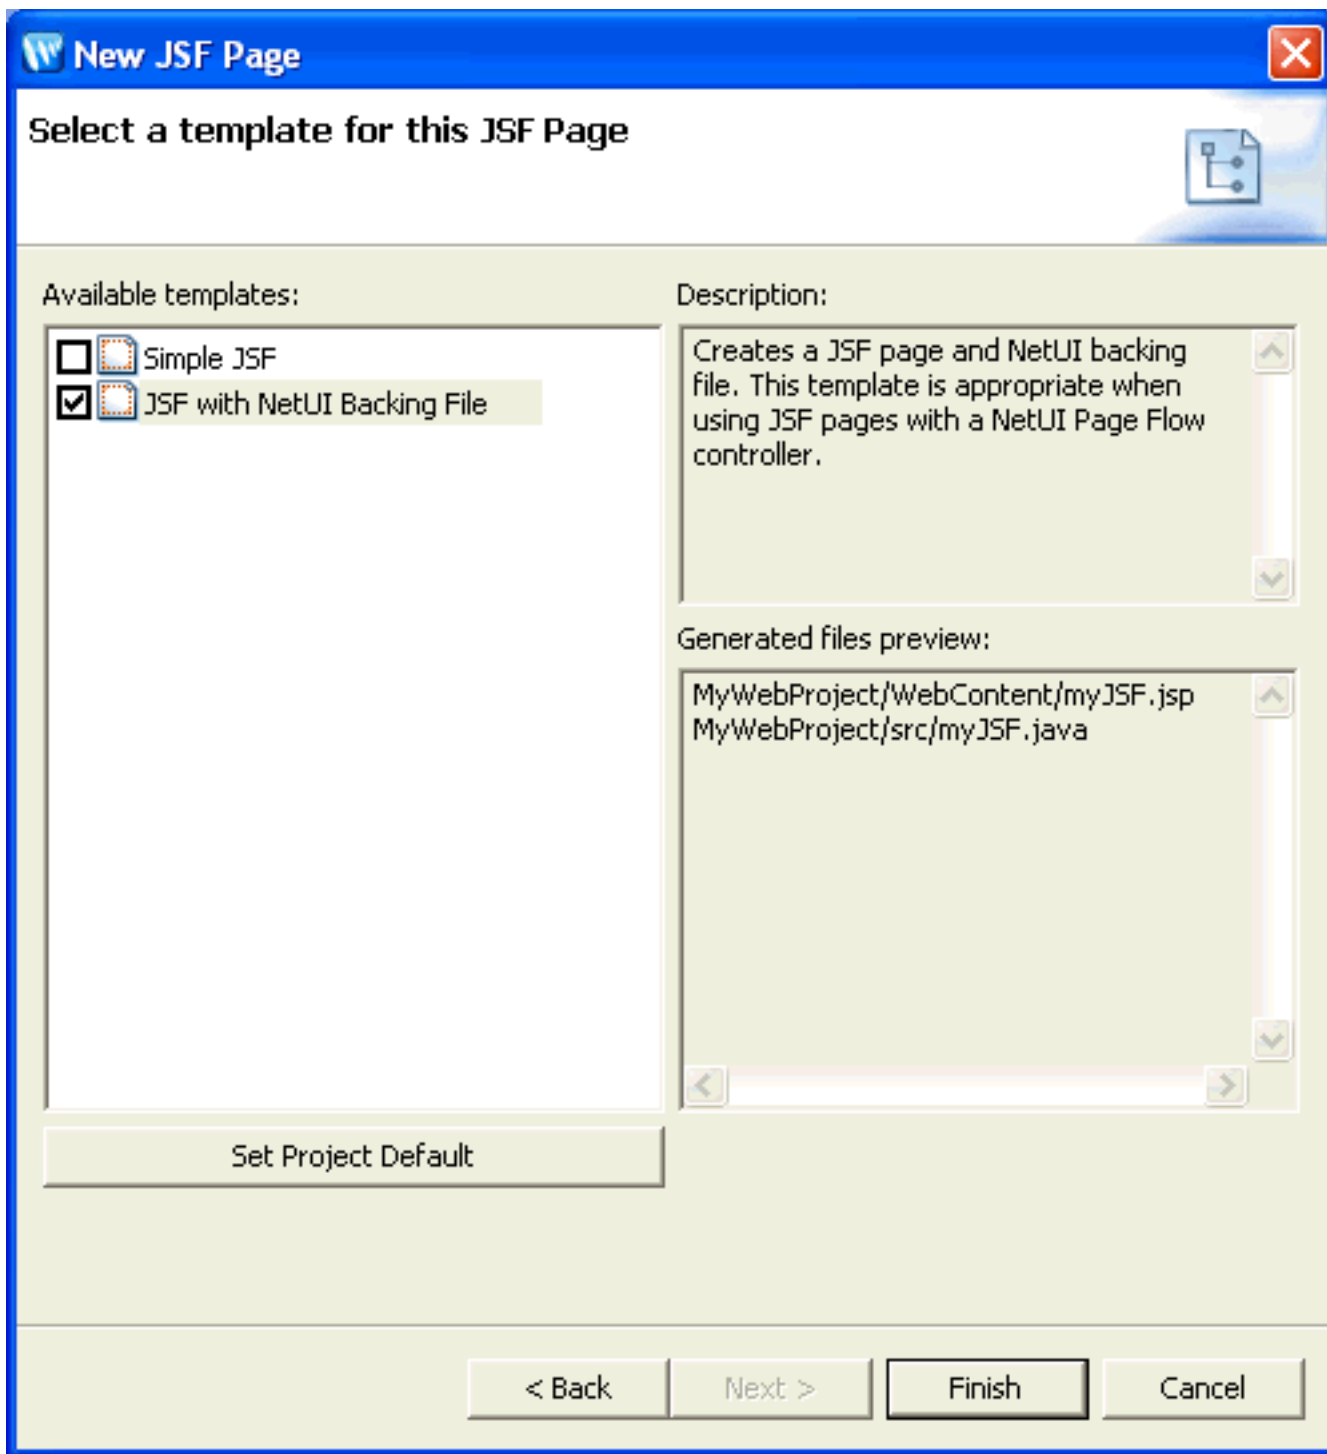 New JSF Page
Select a template for this JSF Page
Available templates:
Simple JSF
JSF with NetUI Backing File
Set Project Default
Description:
Creates a JSF page and NetUI backing
file. This template is appropriate when
using JSF pages with a NetUI Page Flow
controller.
Generated files preview:
MyWebProject/WebContent/myJSF.jsp
MyWebProject/src/myJSF.java
< Back
Next >
Finish
Cancel